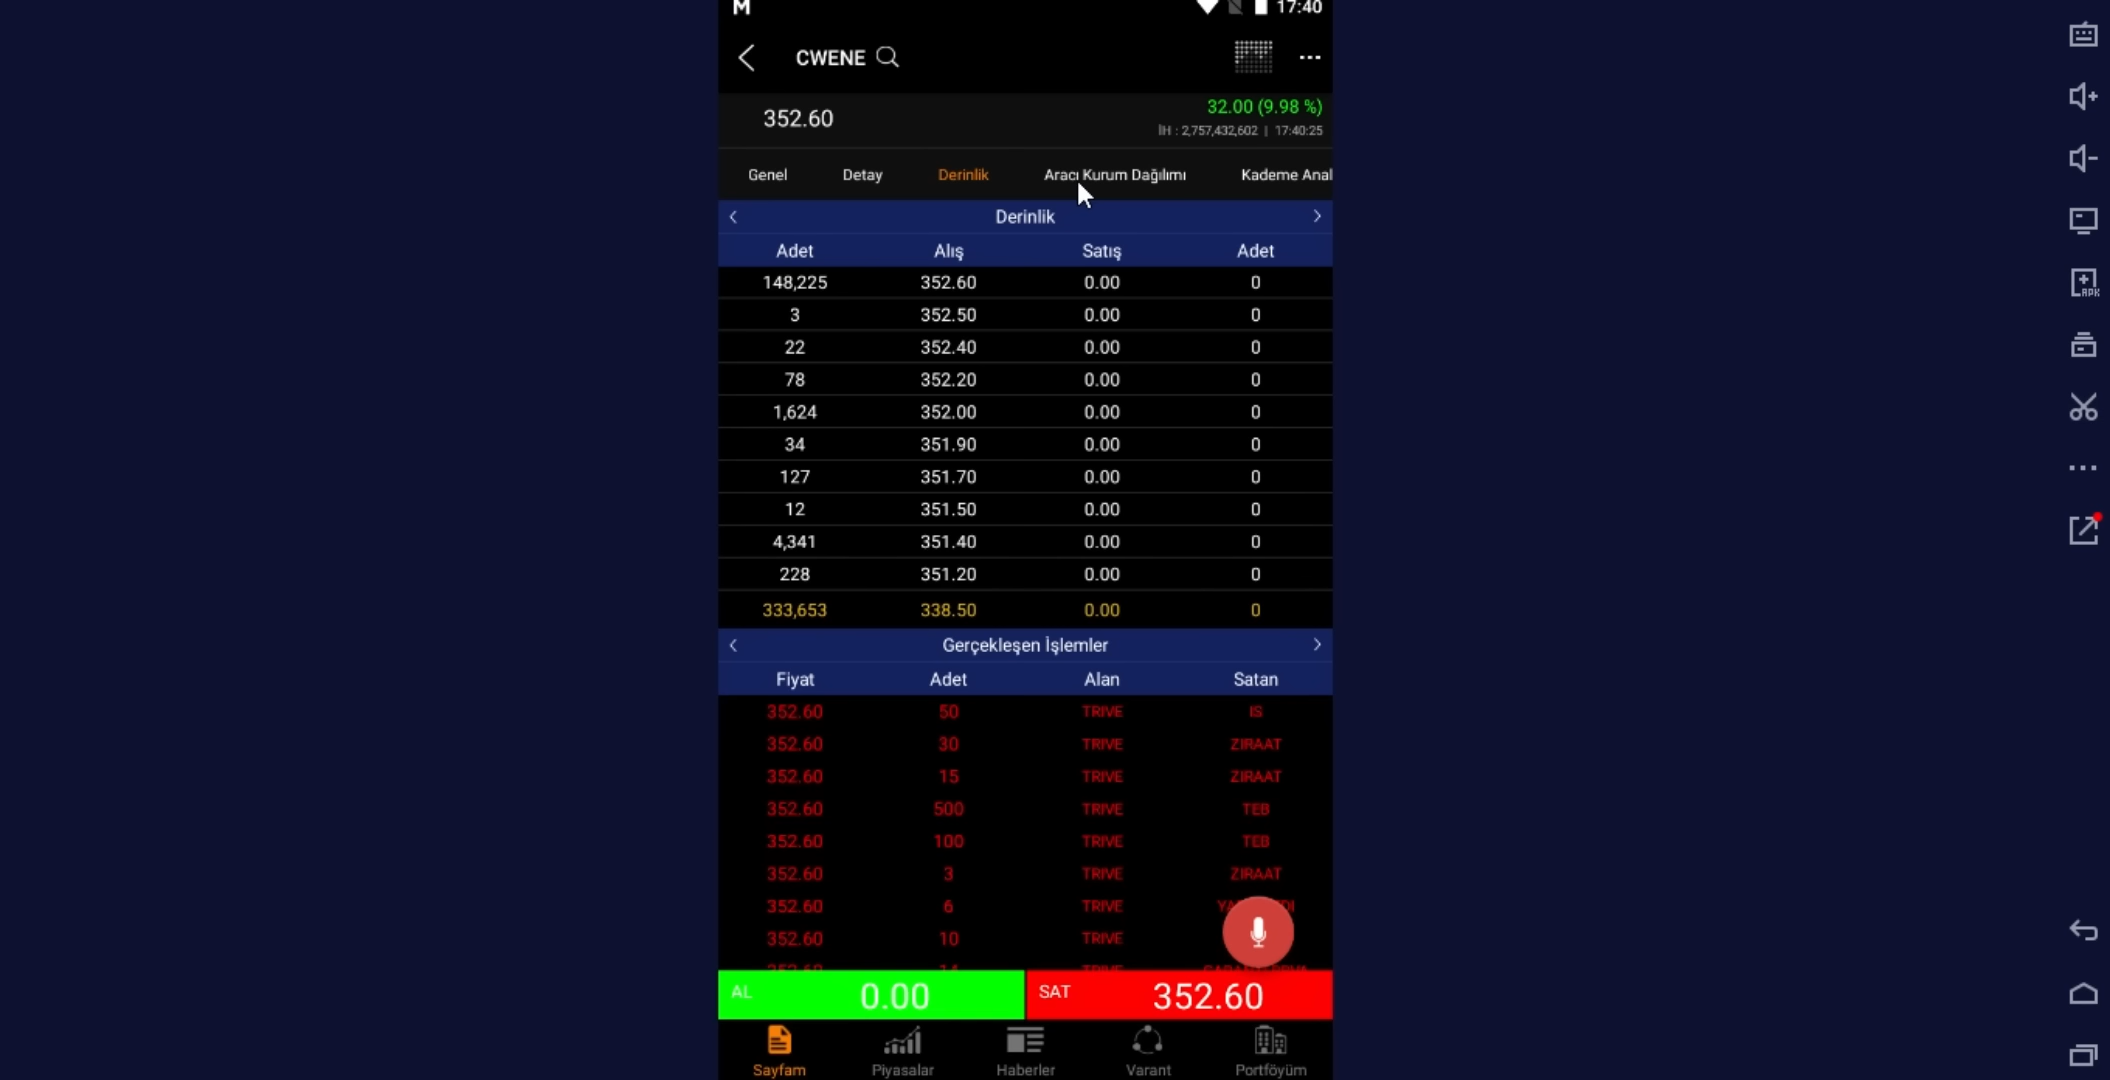 M 17:40
CWENE
352.60
32.00 (9.98 %)
İH : 2,757,432,602 | 17:40:25
Genel Detay Derinlik Aracı Kurum Dağılımı Kademe Anal
Derinlik
Adet Alış Satış Adet
148,225 352.60 0.00 0
3 352.50 0.00 0
22 352.40 0.00 0
78 352.20 0.00 0
1,624 352.00 0.00 0
34 351.90 0.00 0
127 351.70 0.00 0
12 351.50 0.00 0
4,341 351.40 0.00 0
228 351.20 0.00 0
333,653 338.50 0.00 0
Gerçekleşen İşlemler
Fiyat Adet Alan Satan
352.60 50 TRIVE IS
352.60 30 TRIVE ZIRAAT
352.60 15 TRIVE ZIRAAT
352.60 500 TRIVE TEB
352.60 100 TRIVE TEB
352.60 3 TRIVE ZIRAAT
352.60 6 TRIVE
352.60 10 TRIVE
AL 0.00 SAT 352.60
Sayfam Piyasalar Haberler Varant Portföyüm